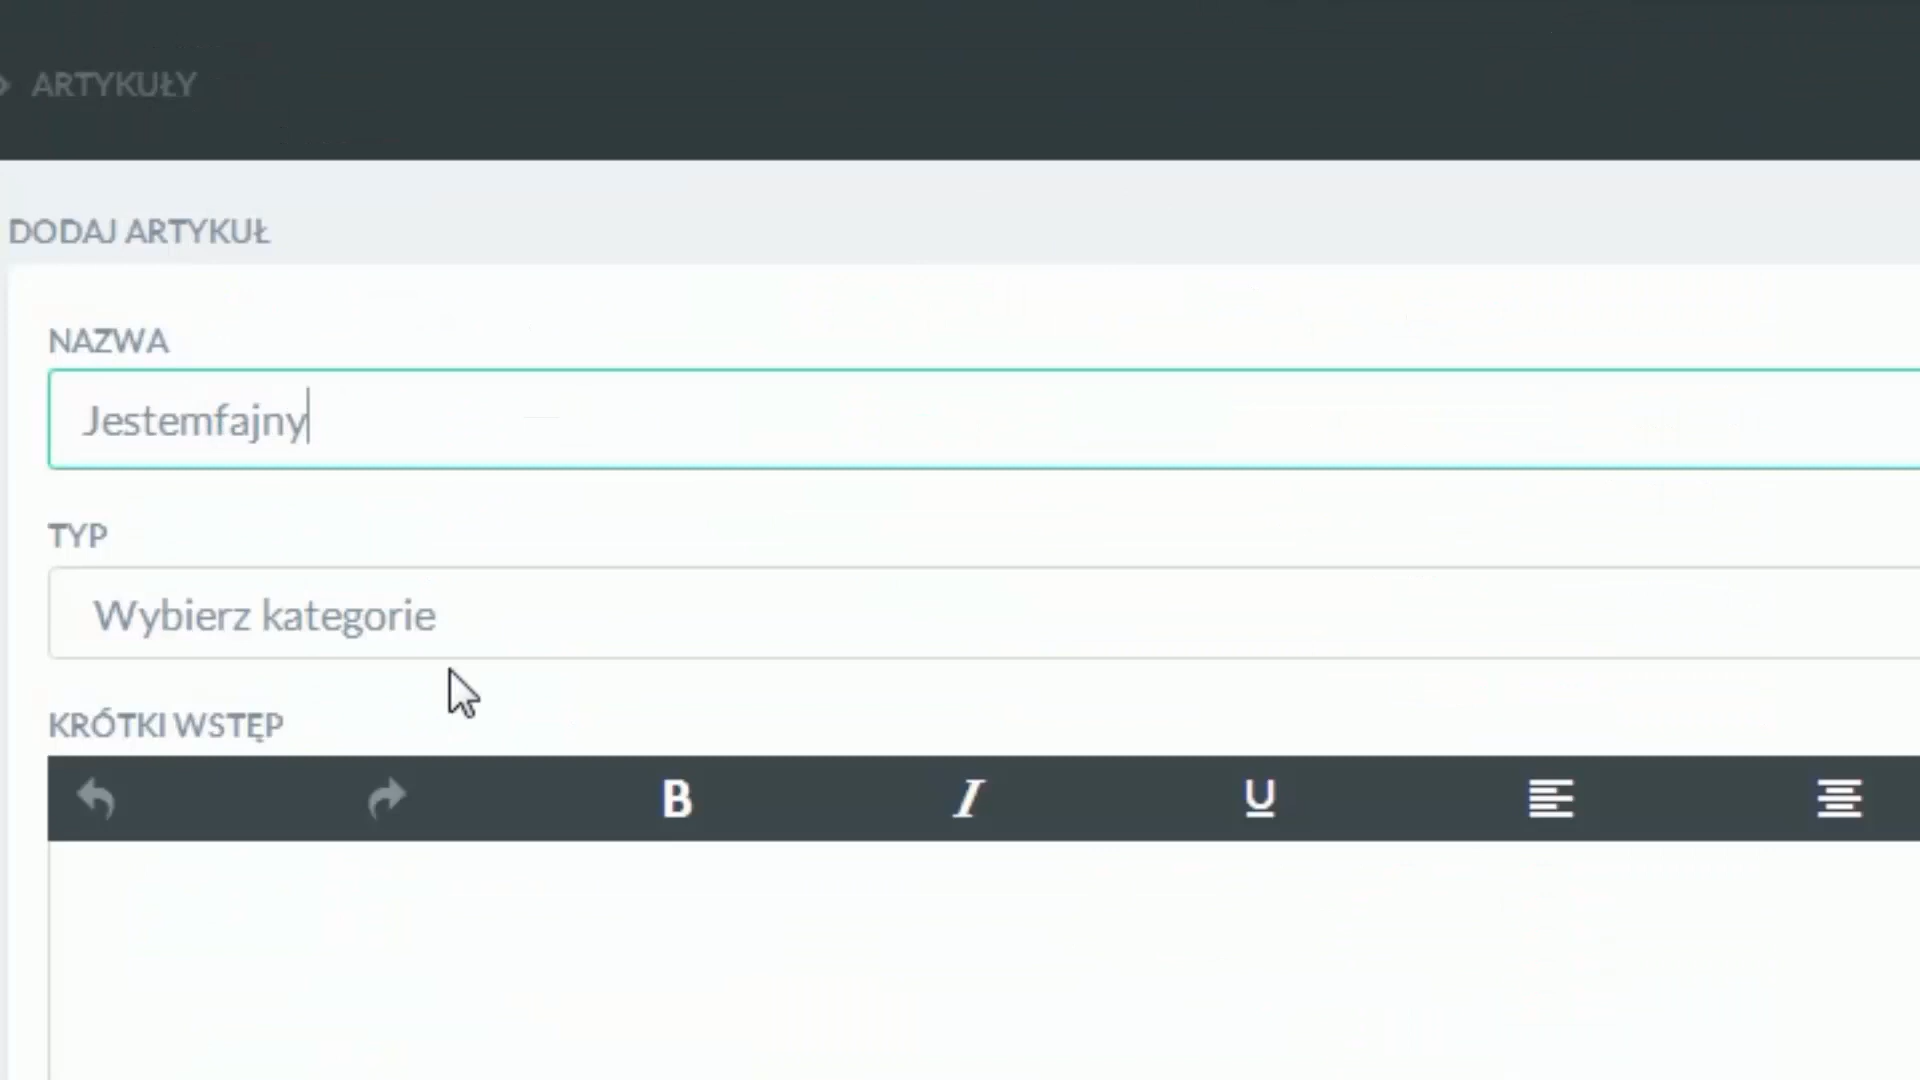 ARTYKUŁY
DODAJ ARTYKUŁ
NAZWA
Jestemfajny
TYP
Wybierz kategorie
KRÓTKI WSTĘP
B I U